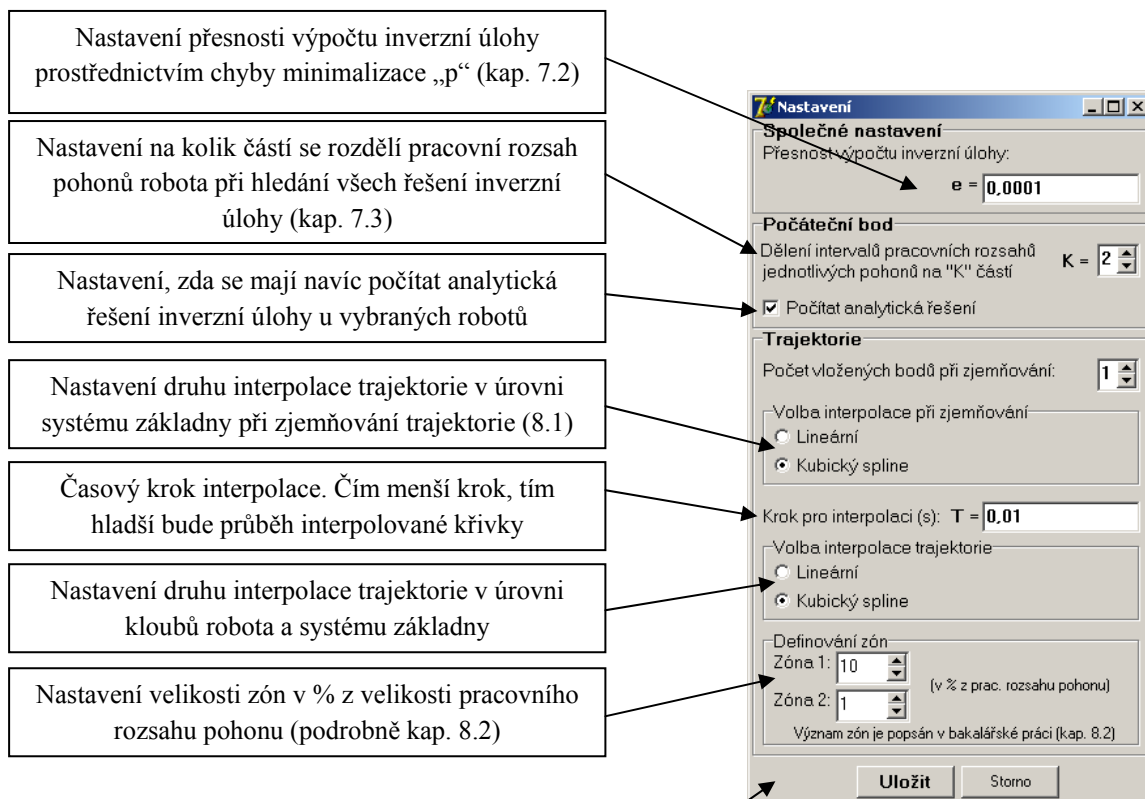 Nastavení přesnosti výpočtu inverzní úlohy
prostřednictvím chyby minimalizace „p“ (kap. 7.2)
Nastavení na kolik částí se rozdělí pracovní rozsah
pohonů robota při hledání všech řešení inverzní
úlohy (kap. 7.3)
Nastavení, zda se mají navíc počítat analytická
řešení inverzní úlohy u vybraných robotů
Nastavení druhu interpolace trajektorie v úrovni
systému základny při zjemňování trajektorie (8.1)
Časový krok interpolace. Čím menší krok, tím
hladší bude průběh interpolované křivky
Nastavení druhu interpolace trajektorie v úrovni
kloubů robota a systému základny
Nastavení velikosti zón v % z velikosti pracovního
rozsahu pohonu (podrobně kap. 8.2)
Nastavení
Společné nastavení
Přesnost výpočtu inverzní úlohy:
e = 0,0001
Počáteční bod
Dělení intervalů pracovních rozsahů
jednotlivých pohonů na "K" částí
K = 2
Počítat analytická řešení
Trajektorie
Počet vložených bodů při zjemňování: 1
Volba interpolace při zjemňování
Lineární
Kubický spline
Krok pro interpolaci (s): T = 0,01
Volba interpolace trajektorie
Lineární
Kubický spline
Definování zón
Zóna 1: 10
(v % z prac. rozsahu pohonu)
Zóna 2: 1
Význam zón je popsán v bakalářské práci (kap. 8.2)
Uložit Storno